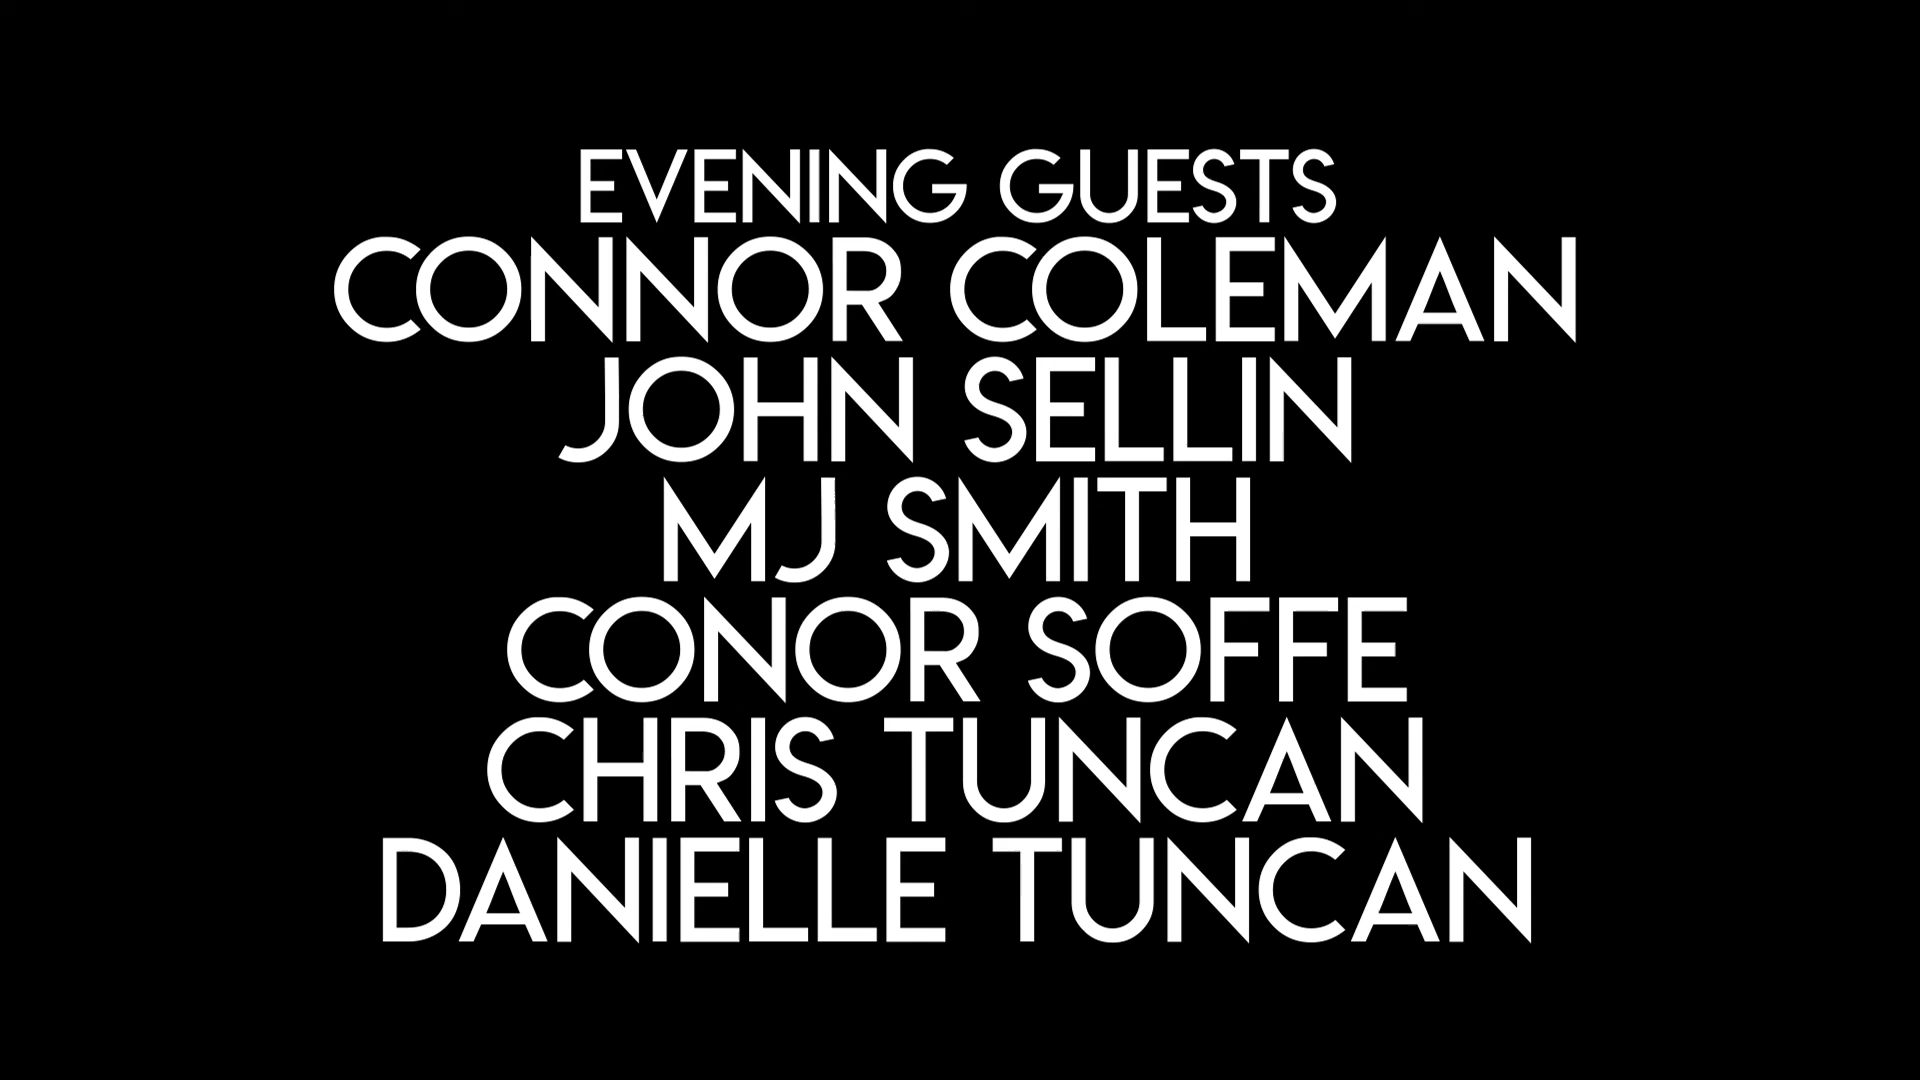 EVENING GUESTS
CONNOR COLEMAN
JOHN SELLIN
MJ SMITH
CONOR SOFFE
CHRIS TUNCAN
DANIELLE TUNCAN